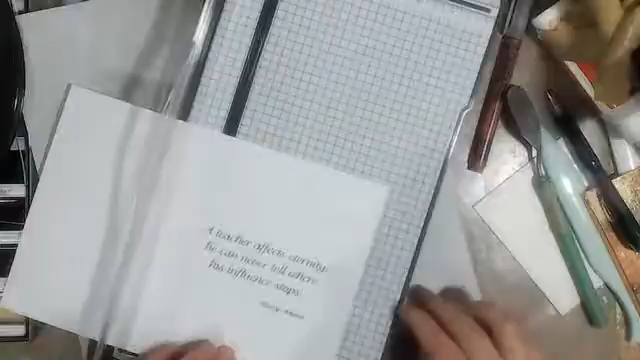 A teacher affects eternity;
he can never tell where
his influence stops.